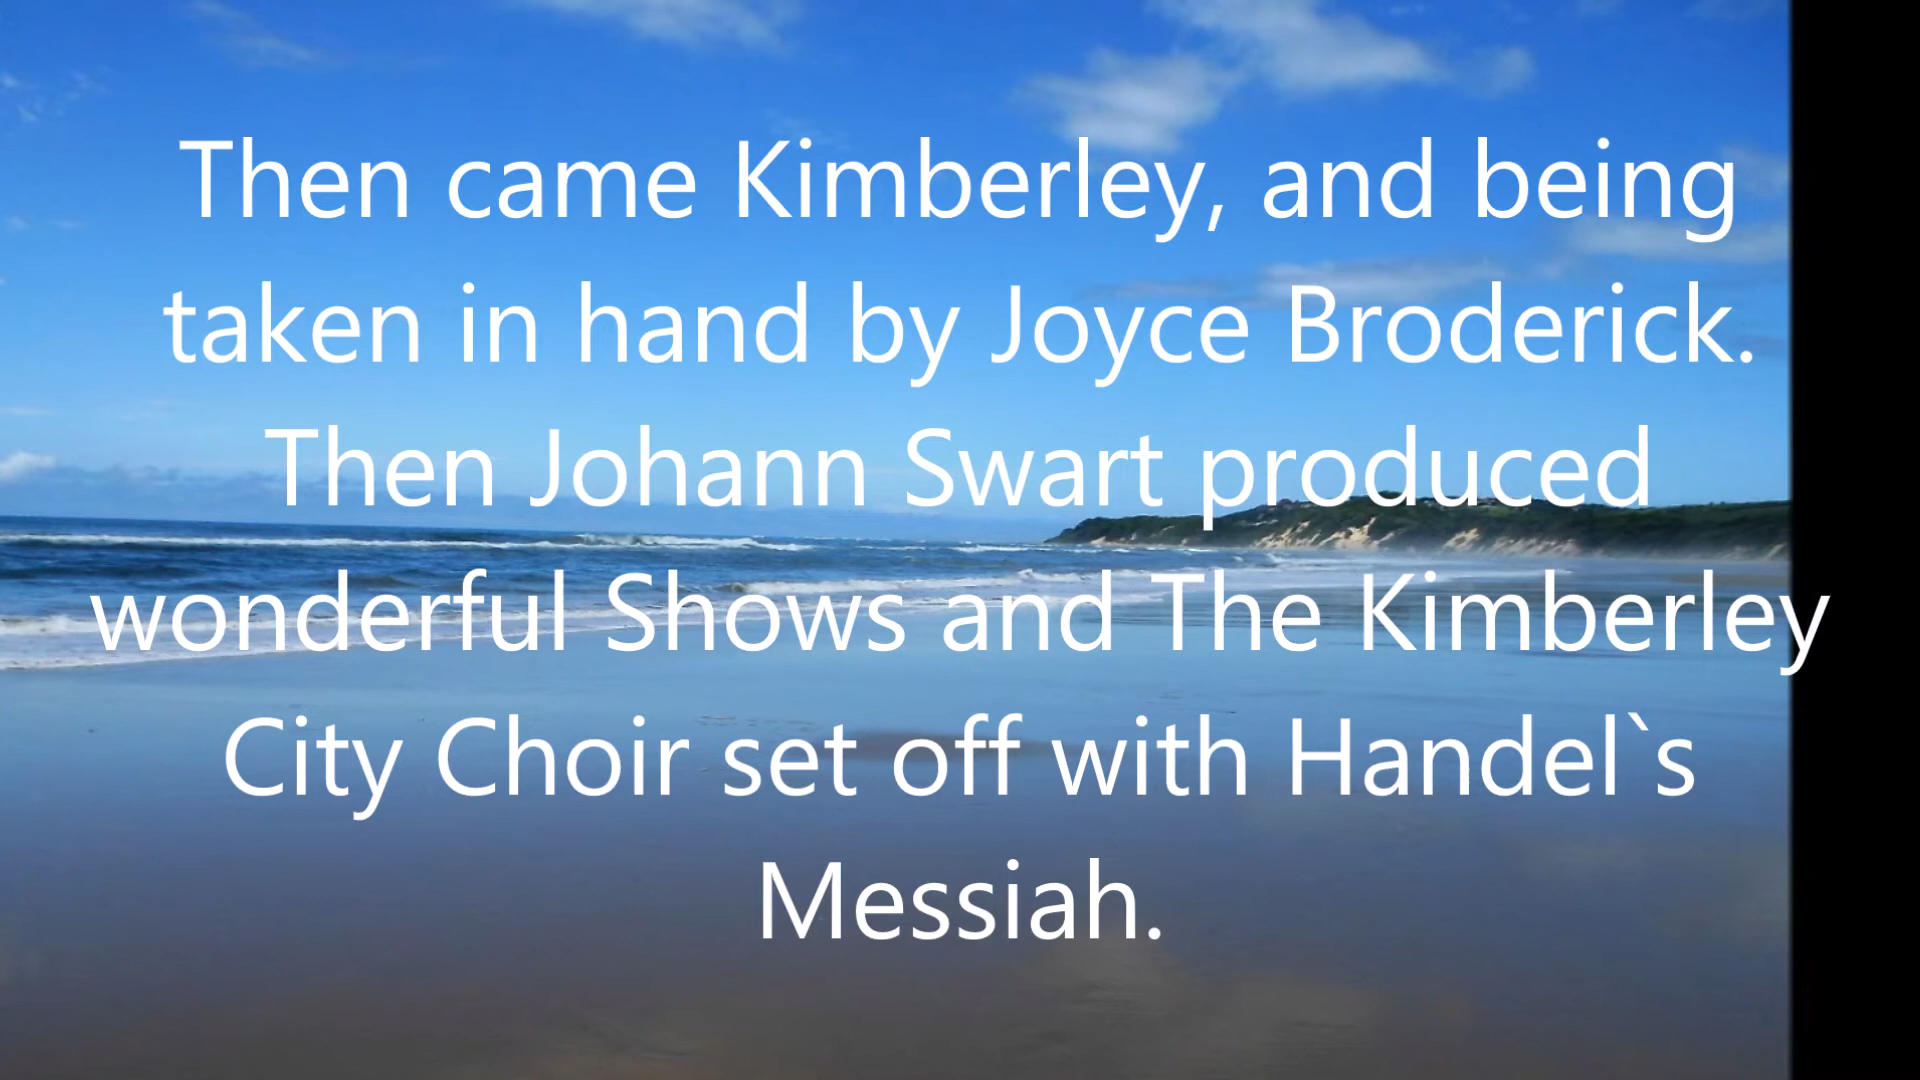 Then came Kimberley, and being
taken in hand by Joyce Broderick.
Then Johann Swart produced
wonderful Shows and The Kimberley
City Choir set off with Handel`s
Messiah.